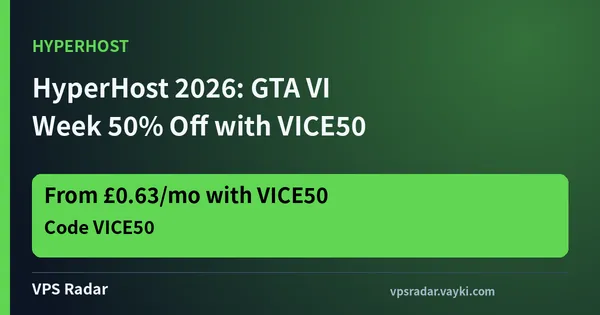 HYPERHOST
HyperHost 2026: GTA VI
Week 50% Off with VICE50
From £0.63/mo with VICE50
Code VICE50
VPS Radar
vpsradar.vayki.com